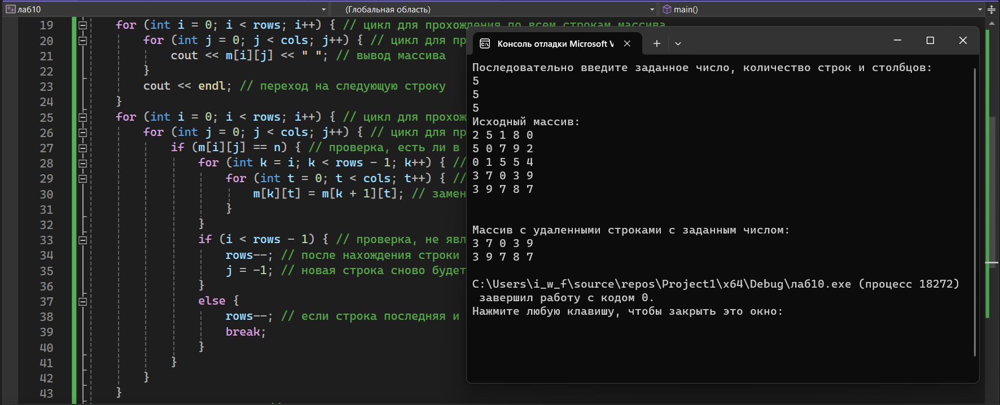 лаб10 (Глобальная область) main()
19 for (int i = 0; i < rows; i++) { // цикл для прохождения по всем строкам массива
20 for (int j = 0; j < cols; j++) { // цикл для пр
21 cout << m[i][j] << " "; // вывод массива
22 }
23 cout << endl; // переход на следующую строку
24 }
25 for (int i = 0; i < rows; i++) { // цикл для прохож
26 for (int j = 0; j < cols; j++) { // цикл для пр
27 if (m[i][j] == n) { // проверка, есть ли в
28 for (int k = i; k < rows - 1; k++) { //
29 for (int t = 0; t < cols; t++) { //
30 m[k][t] = m[k + 1][t]; // замен
31 }
32 }
33 if (i < rows - 1) { // проверка, не явл
34 rows--; // после нахождения строки
35 j = -1; // новая строка сново будет
36 }
37 else {
38 rows--; // если строка последняя и
39 break;
40 }
41 }
42 }
43 }
Консоль отладки Microsoft V
Последовательно введите заданное число, количество строк и столбцов:
5
5
5
Исходный массив:
2 5 1 8 0
5 0 7 9 2
0 1 5 5 4
3 7 0 3 9
3 9 7 8 7
Массив с удаленными строками с заданным числом:
3 7 0 3 9
3 9 7 8 7
C:\Users\i_w_f\source\repos\Project1\x64\Debug\лаб10.exe (процесс 18272)
завершил работу с кодом 0.
Нажмите любую клавишу, чтобы закрыть это окно: